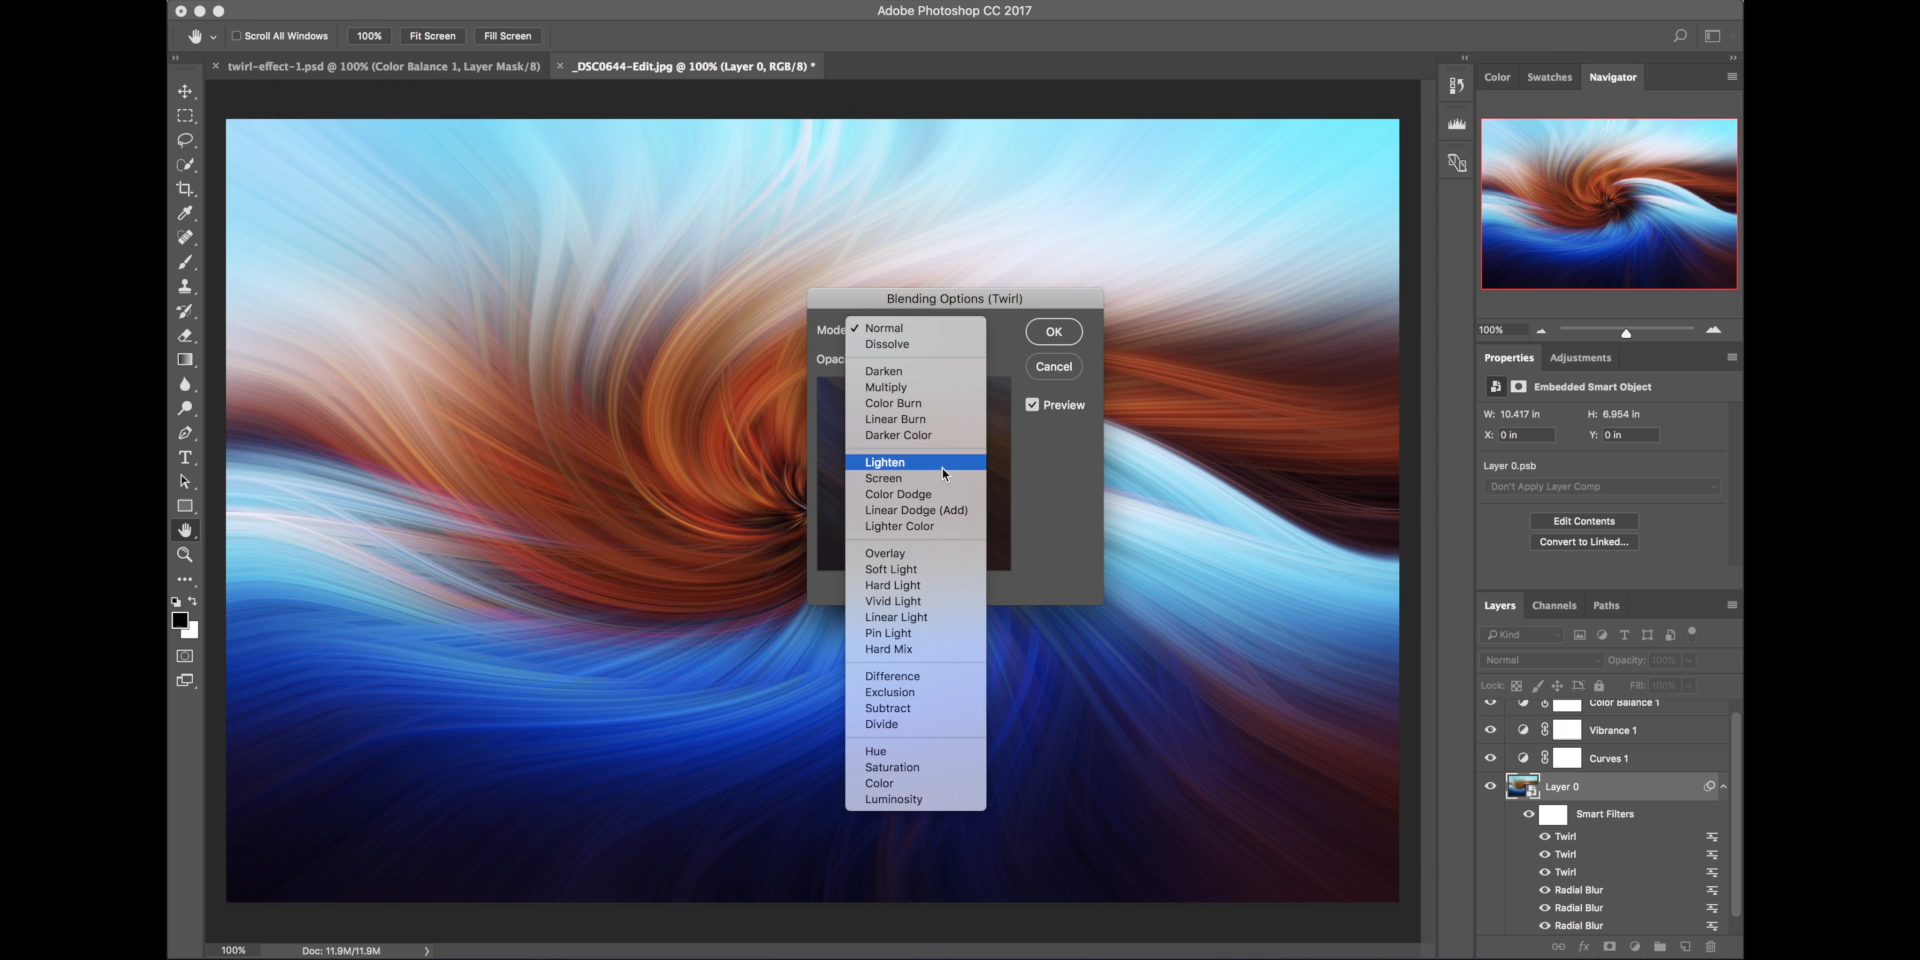 Adobe Photoshop CC 2017
Scroll All Windows
100%
Fit Screen
Fill Screen
twirl-effect-1.psd @ 100% (Color Balance 1, Layer Mask/8)
_DSC0644-Edit.jpg @ 100% (Layer 0, RGB/8) *
Color
Swatches
Navigator
100%
Blending Options (Twirl)
Mode
Opac
OK
Cancel
Preview
✓ Normal
Dissolve
Darken
Multiply
Color Burn
Linear Burn
Darker Color
Lighten
Screen
Color Dodge
Linear Dodge (Add)
Lighter Color
Overlay
Soft Light
Hard Light
Vivid Light
Linear Light
Pin Light
Hard Mix
Difference
Exclusion
Subtract
Divide
Hue
Saturation
Color
Luminosity
Properties
Adjustments
Embedded Smart Object
W: 10.417 in
H: 6.954 in
X: 0 in
Y: 0 in
Layer 0.psb
Don't Apply Layer Comp
Edit Contents
Convert to Linked...
Layers
Channels
Paths
Kind
Normal
Opacity: 100%
Lock:
Fill: 100%
Color Balance 1
Vibrance 1
Curves 1
Layer 0
Smart Filters
Twirl
Twirl
Twirl
Radial Blur
Radial Blur
Radial Blur
fx
100%
Doc: 11.9M/11.9M